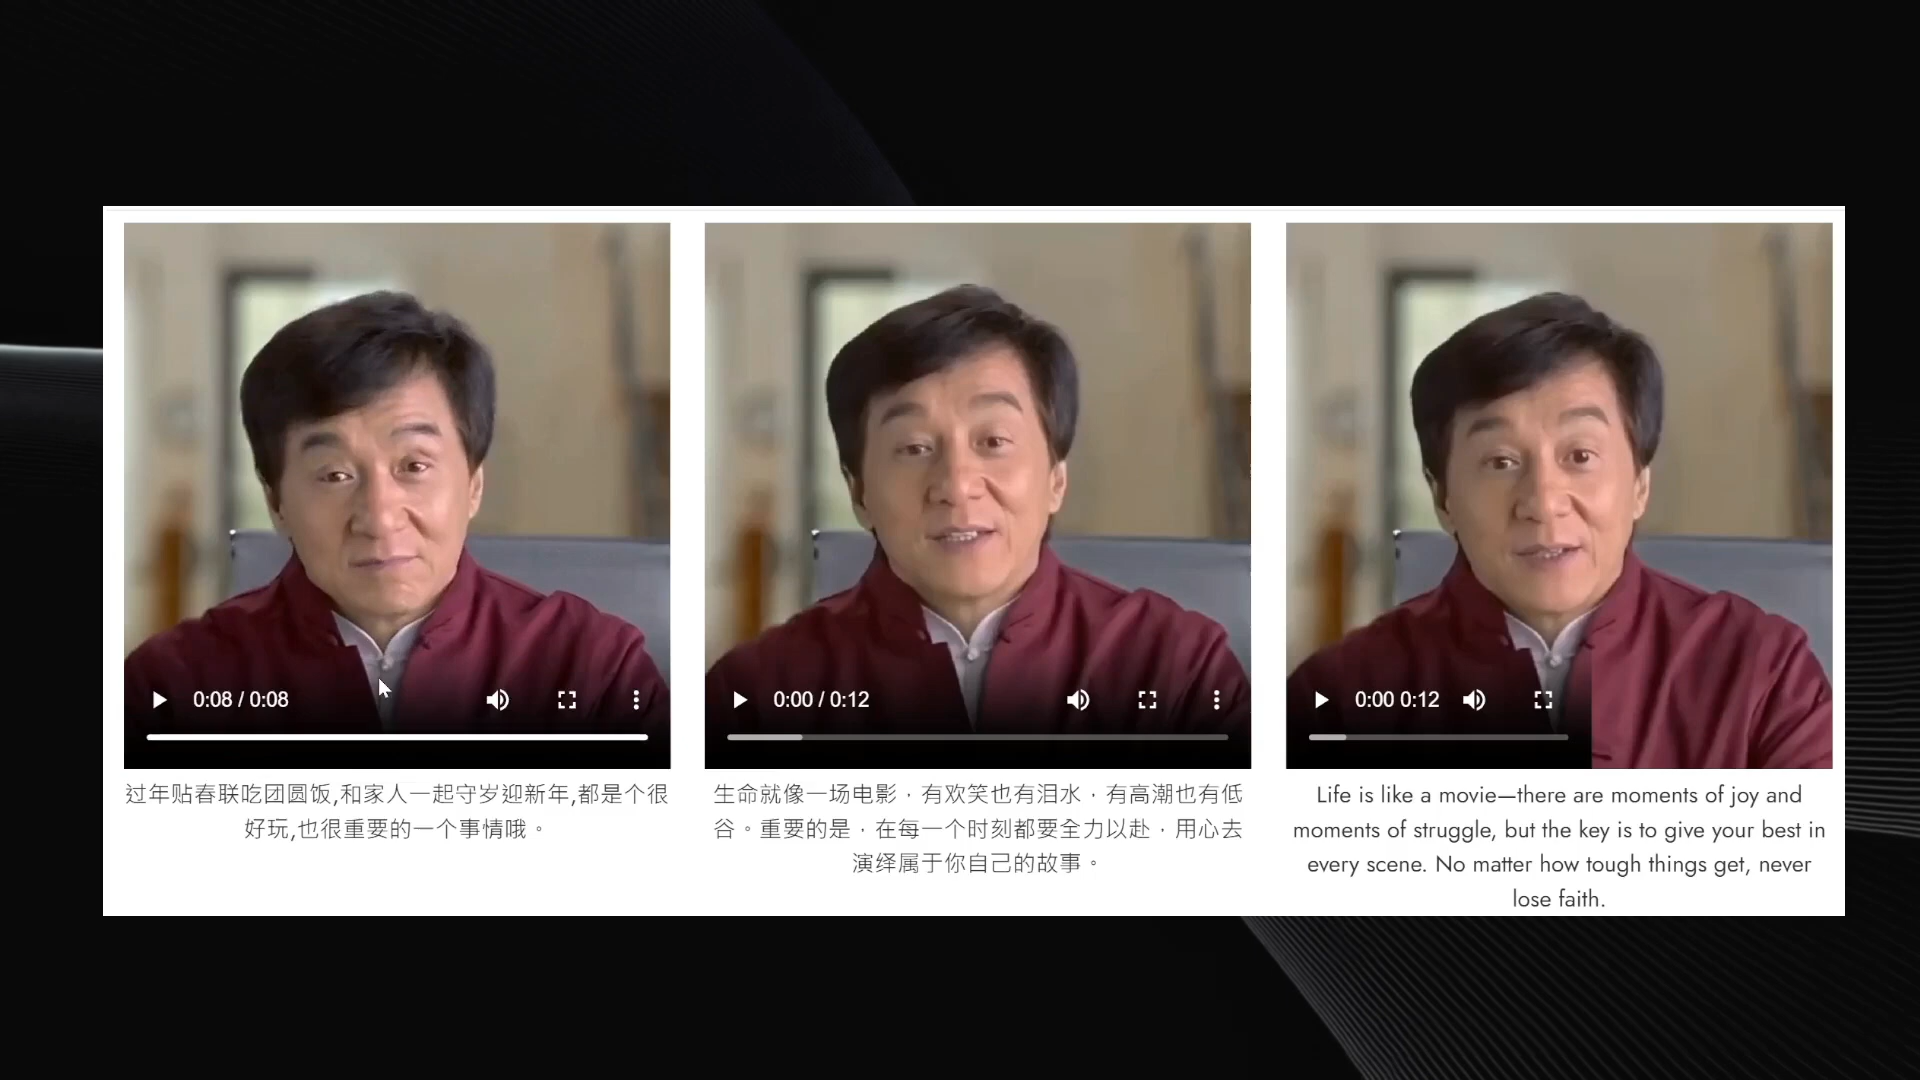 0:08 / 0:08
0:00 / 0:12
0:00 0:12
过年贴春联吃团圆饭,和家人一起守岁迎新年,都是个很
好玩,也很重要的一个事情哦。
生命就像一场电影，有欢笑也有泪水，有高潮也有低
谷。重要的是，在每一个时刻都要全力以赴，用心去
演绎属于你自己的故事。
Life is like a movie—there are moments of joy and
moments of struggle, but the key is to give your best in
every scene. No matter how tough things get, never
lose faith.